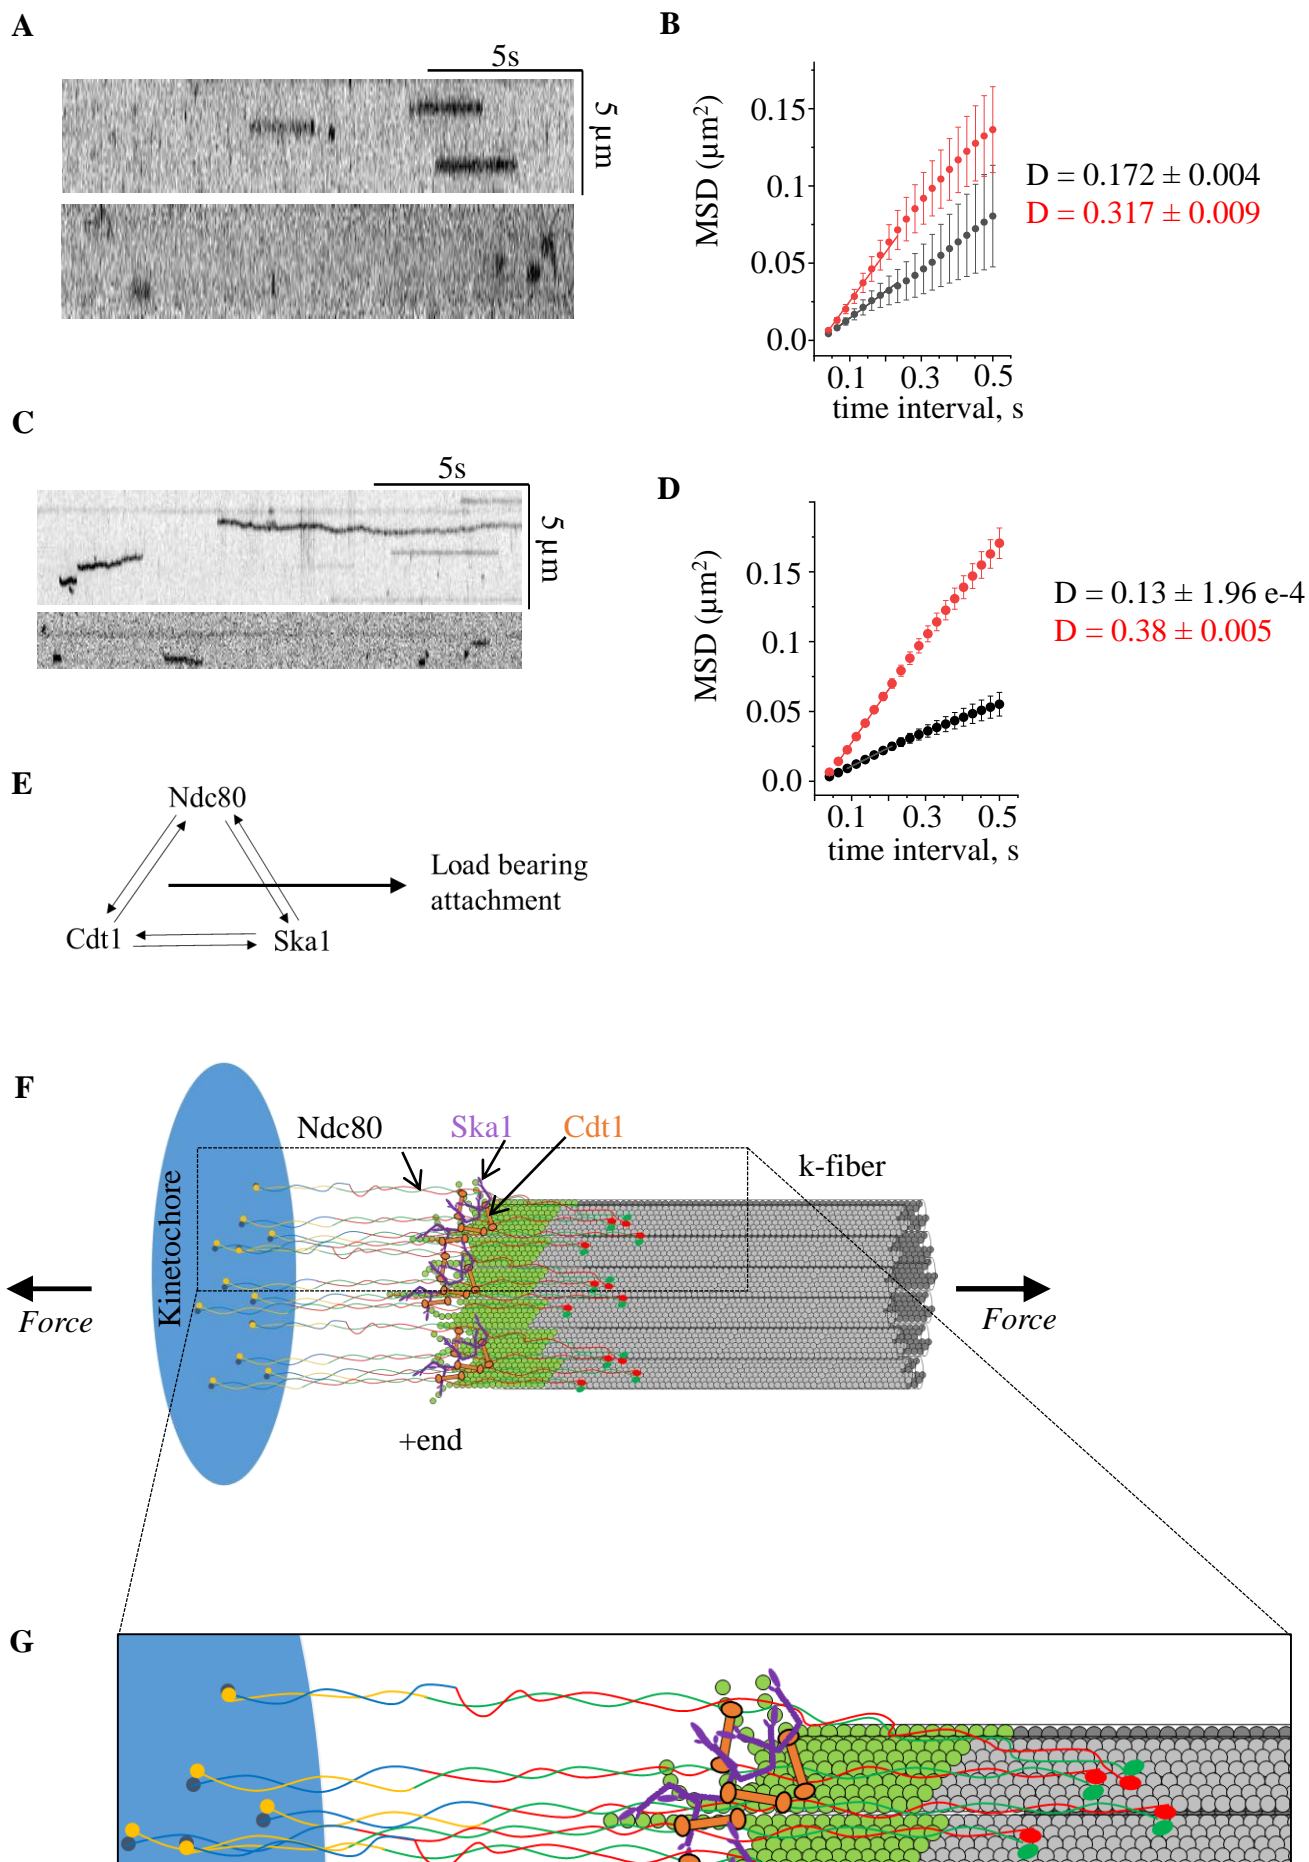 A
5s
5 μm
B
MSD (μm²)
0.15
0.1
0.05
0.0
0.1 0.3 0.5
time interval, s
D = 0.172 ± 0.004
D = 0.317 ± 0.009
C
5s
5 μm
D
MSD (μm²)
0.15
0.1
0.05
0.0
0.1 0.3 0.5
time interval, s
D = 0.13 ± 1.96 e-4
D = 0.38 ± 0.005
E
Ndc80
Cdt1
Ska1
Load bearing
attachment
F
Ndc80
Ska1
Cdt1
k-fiber
Kinetochore
Force
Force
+end
G